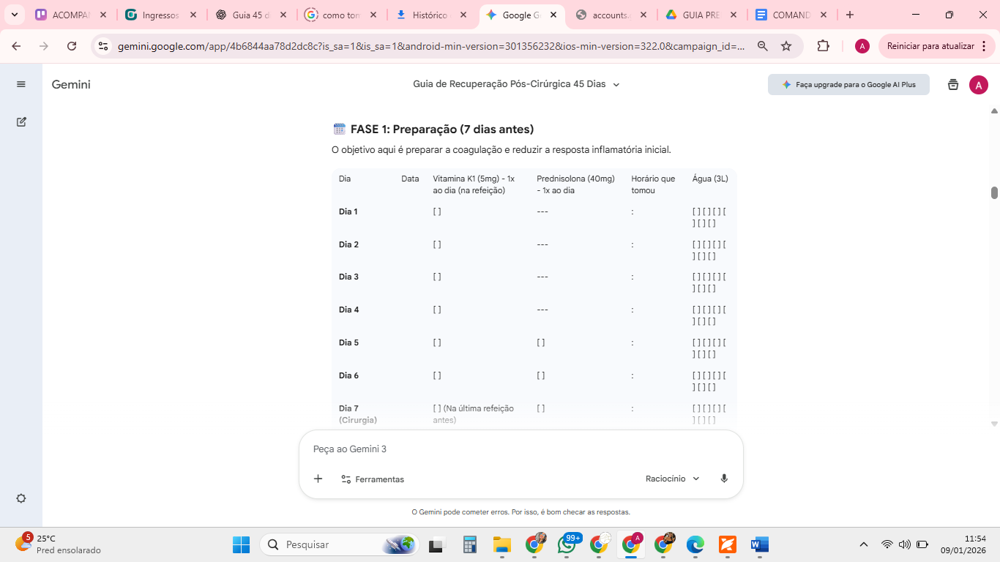 ACOMPAI
Ingressos
Guia 45 d
como ton
Histórico
Google G
accounts.
GUIA PRE
COMAND
gemini.google.com/app/4b6844aa78d2dc8c?is_sa=1&is_sa=1&android-min-version=301356232&ios-min-version=322.0&campaign_id=...
A
Reiniciar para atualizar
Gemini
Guia de Recuperação Pós-Cirúrgica 45 Dias
Faça upgrade para o Google AI Plus
A
FASE 1: Preparação (7 dias antes)
O objetivo aqui é preparar a coagulação e reduzir a resposta inflamatória inicial.
Dia Data Vitamina K1 (5mg) - 1x Prednisolona (40mg) Horário que Água (3L)
ao dia (na refeição) - 1x ao dia tomou
Dia 1 [ ] --- : [ ] [ ] [ ] [
] [ ] [ ]
Dia 2 [ ] --- : [ ] [ ] [ ] [
] [ ] [ ]
Dia 3 [ ] --- : [ ] [ ] [ ] [
] [ ] [ ]
Dia 4 [ ] --- : [ ] [ ] [ ] [
] [ ] [ ]
Dia 5 [ ] [ ] : [ ] [ ] [ ] [
] [ ] [ ]
Dia 6 [ ] [ ] : [ ] [ ] [ ] [
] [ ] [ ]
Dia 7 [ ] (Na última refeição [ ] : [ ] [ ] [ ] [
(Cirurgia) antes) ] [ ] [ ]
Peça ao Gemini 3
Ferramentas
Raciocínio
O Gemini pode cometer erros. Por isso, é bom checar as respostas.
5
25°C
Pred ensolarado
Pesquisar
99+
A
11:54
09/01/2026